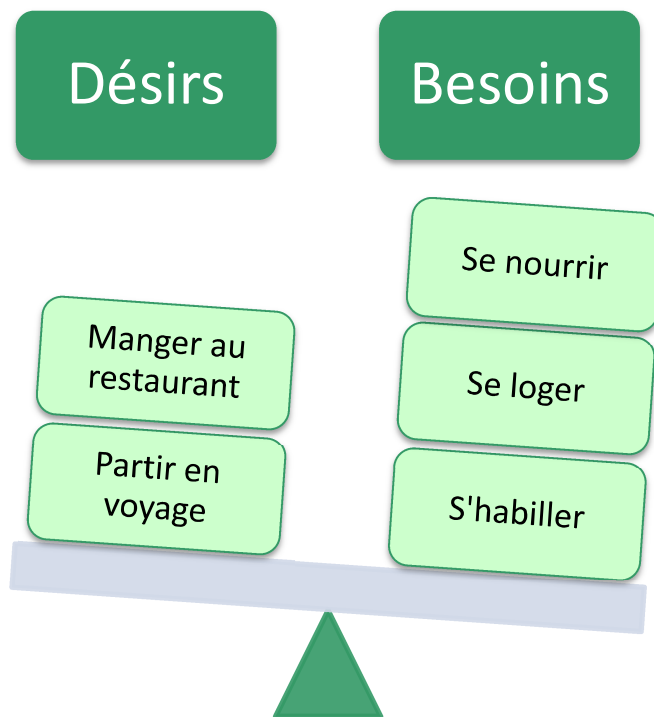 Désirs
Besoins
Manger au
restaurant
Partir en
voyage
Se nourrir
Se loger
S'habiller